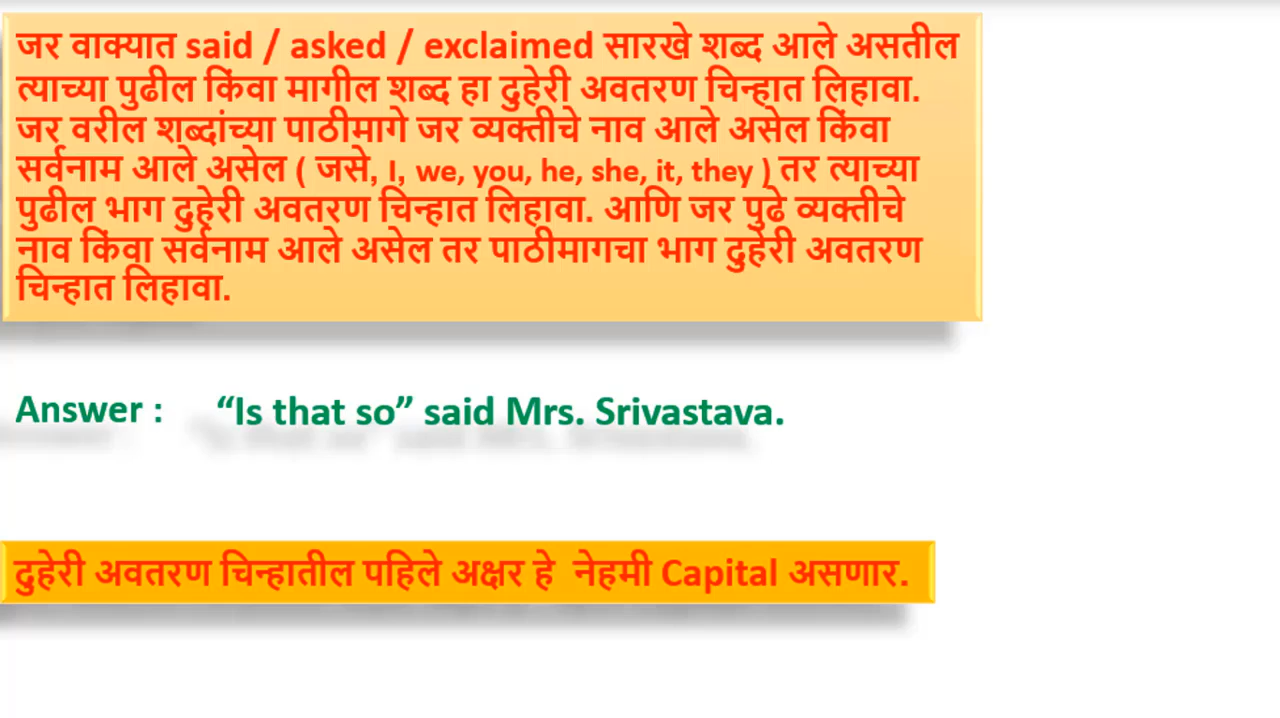 जर वाक्यात said / asked / exclaimed सारखे शब्द आले असतील
त्याच्या पुढील किंवा मागील शब्द हा दुहेरी अवतरण चिन्हात लिहावा.
जर वरील शब्दांच्या पाठीमागे जर व्यक्तीचे नाव आले असेल किंवा
सर्वनाम आले असेल ( जसे, I, we, you, he, she, it, they ) तर त्याच्या
पुढील भाग दुहेरी अवतरण चिन्हात लिहावा. आणि जर पुढे व्यक्तीचे
नाव किंवा सर्वनाम आले असेल तर पाठीमागचा भाग दुहेरी अवतरण
चिन्हात लिहावा.
Answer : “Is that so” said Mrs. Srivastava.
दुहेरी अवतरण चिन्हातील पहिले अक्षर हे नेहमी Capital असणार.